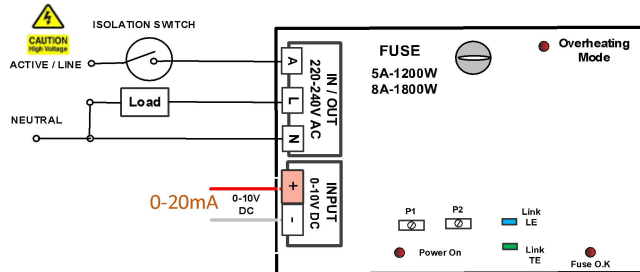 CAUTION
High Voltage
ISOLATION SWITCH
ACTIVE / LINE
Load
NEUTRAL
A
L
N
IN / OUT
220-240V AC
FUSE
5A-1200W
8A-1800W
Overheating
Mode
0-20mA
0-10V
DC
+
-
INPUT
0-10V DC
P1
P2
Link
LE
Power On
Link
TE
Fuse O.K